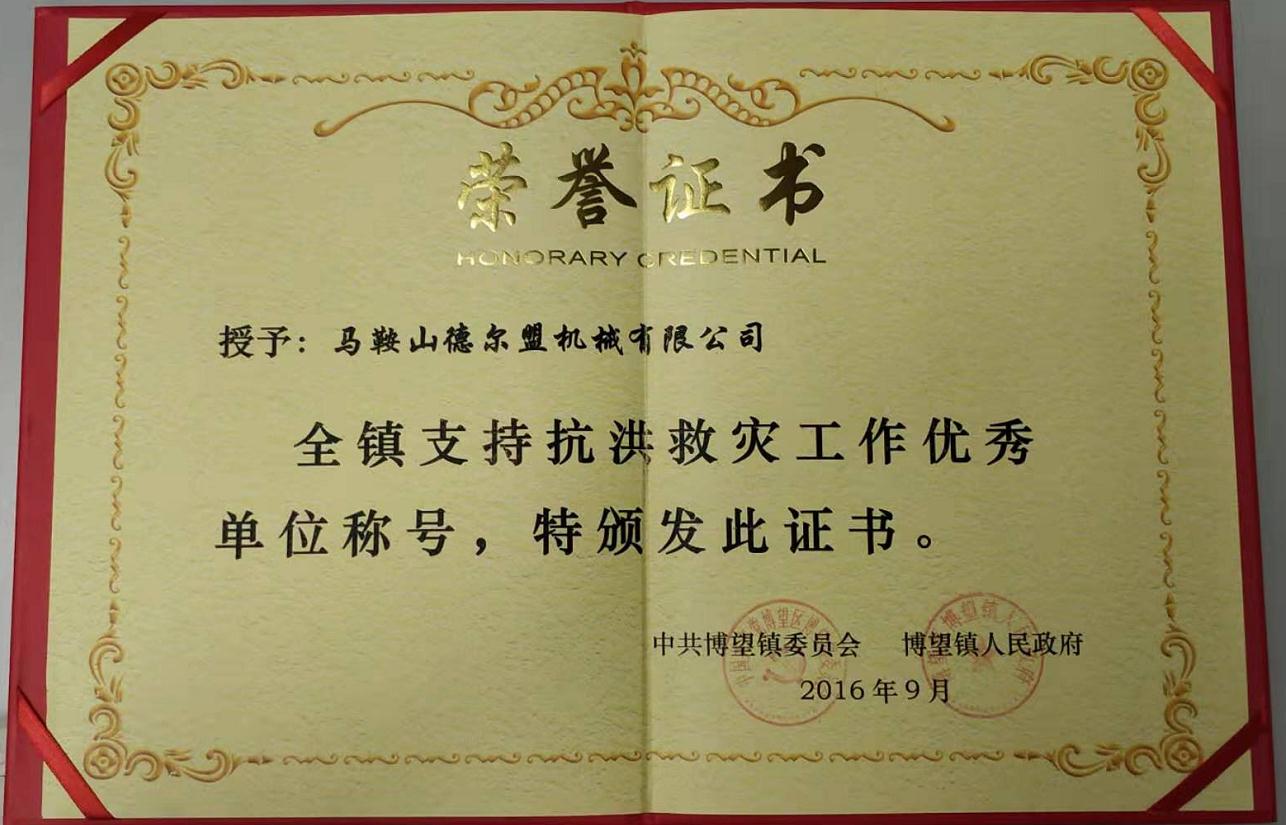 荣誉证书
HONORARY CREDENTIAL
授予：马鞍山德尔盟机械有限公司
全镇支持抗洪救灾工作优秀
单位称号，特颁发此证书。
中共博望镇委员会 博望镇人民政府
2016年9月